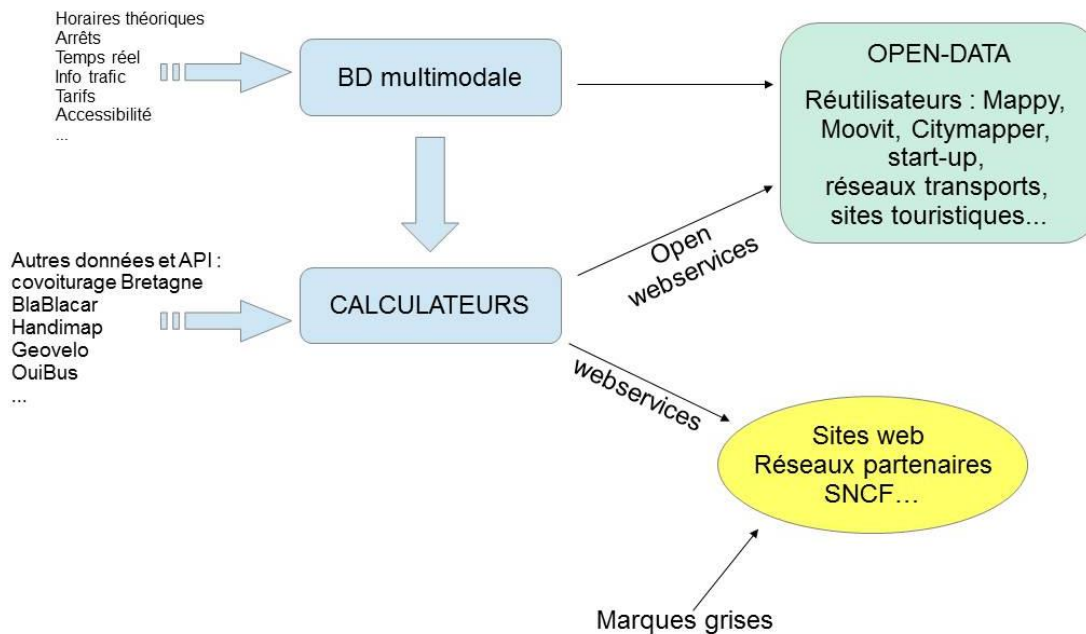 Horaires théoriques
Arrêts
Temps réel
Info trafic
Tarifs
Accessibilité
...
BD multimodale
OPEN-DATA
Réutilisateurs : Mappy,
Moovit, Citymapper,
start-up,
réseaux transports,
sites touristiques...
Autres données et API :
covoiturage Bretagne
BlaBlacar
Handimap
Geovelo
OuiBus
...
CALCULATEURS
Open
webservices
webservices
Sites web
Réseaux partenaires
SNCF…
Marques grises